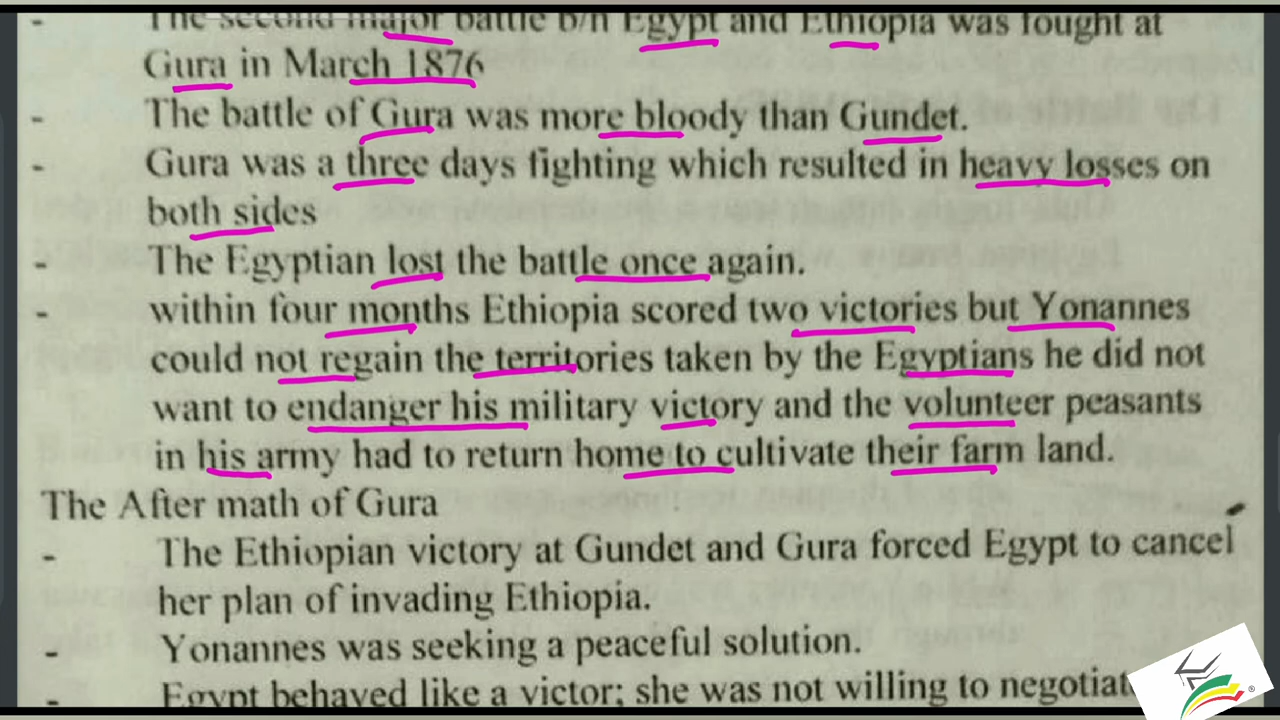 - The second major battle b/n Egypt and Ethiopia was fought at
Gura in March 1876
- The battle of Gura was more bloody than Gundet.
- Gura was a three days fighting which resulted in heavy losses on
both sides
- The Egyptian lost the battle once again.
- within four months Ethiopia scored two victories but Yonannes
could not regain the territories taken by the Egyptians he did not
want to endanger his military victory and the volunteer peasants
in his army had to return home to cultivate their farm land.
The After math of Gura
- The Ethiopian victory at Gundet and Gura forced Egypt to cancel
her plan of invading Ethiopia.
- Yonannes was seeking a peaceful solution.
- Egypt behaved like a victor; she was not willing to negotiat